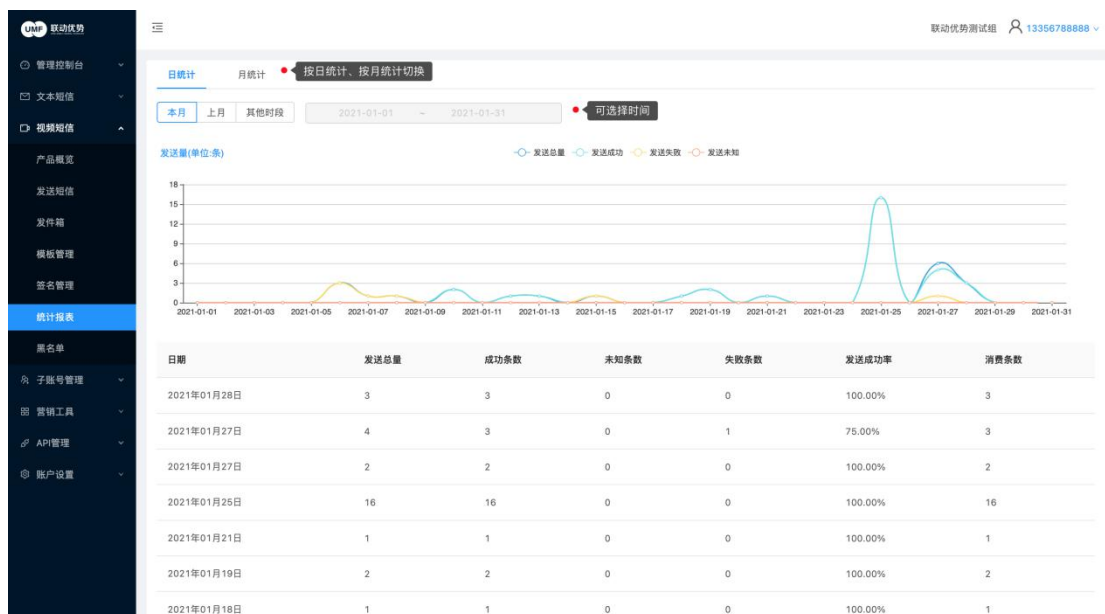 UMF 联动优势
联动优势测试组 13356788888
管理控制台
文本短信
视频短信
产品概览
发送短信
发件箱
模板管理
签名管理
统计报表
黑名单
子账号管理
营销工具
API管理
账户设置
日统计 月统计 按日统计、按月统计切换
本月 上月 其他时段 2021-01-01 ~ 2021-01-31 可选择时间
发送量(单位:条) 发送总量 发送成功 发送失败 发送未知
18
15
12
9
6
3
0
2021-01-01 2021-01-03 2021-01-05 2021-01-07 2021-01-09 2021-01-11 2021-01-13 2021-01-15 2021-01-17 2021-01-19 2021-01-21 2021-01-23 2021-01-25 2021-01-27 2021-01-29 2021-01-31
日期 发送总量 成功条数 未知条数 失败条数 发送成功率 消费条数
2021年01月28日 3 3 0 0 100.00% 3
2021年01月27日 4 3 0 1 75.00% 3
2021年01月27日 2 2 0 0 100.00% 2
2021年01月25日 16 16 0 0 100.00% 16
2021年01月21日 1 1 0 0 100.00% 1
2021年01月19日 2 2 0 0 100.00% 2
2021年01月18日 1 1 0 0 100.00% 1